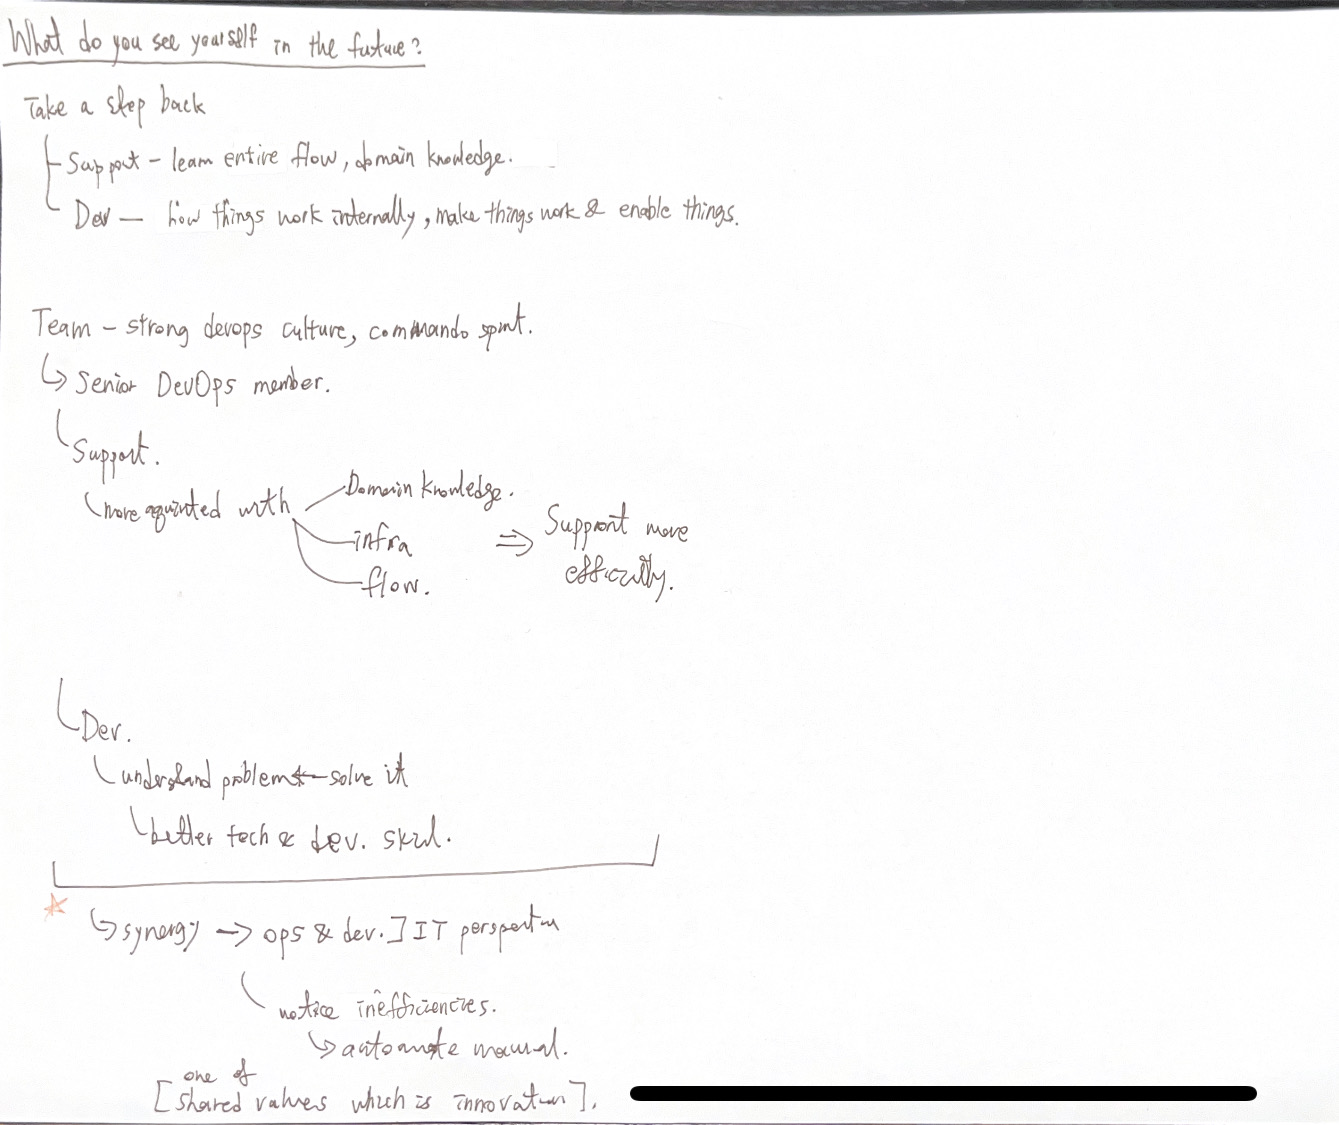 What do you see yourself in the future?
Take a step back
Support - learn entire flow, domain knowledge.
Dev - how things work internally, make things work & enable things.
Team - strong devops culture, commando spirit.
Senior DevOps member.
Support.
more aquinted with
Domain knowledge.
infra
flow.
⇒ Support more
Dev.
understand problem ← solve it
better tech & dev. skill.
synergy → ops & dev. ] IT perspective
notice inefficiencies.
automate manual.
one of
[shared values which is innovation].